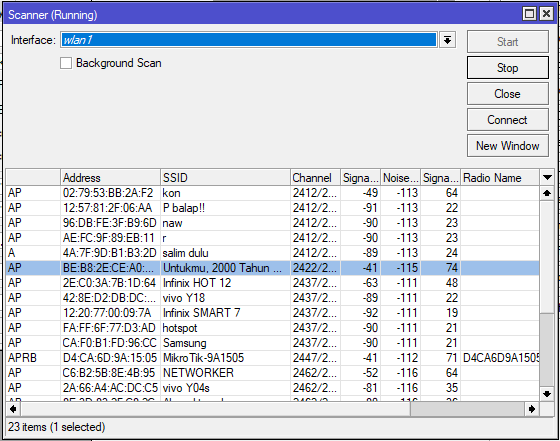 Scanner (Running)
Interface: wlan1
Background Scan
Start
Stop
Close
Connect
New Window
Address SSID Channel Signa... Noise... Signa... Radio Name
AP 02:79:53:BB:2A:F2 kon 2412/2... -49 -113 64
AP 12:57:81:2F:06:AA P balap!! 2412/2... -91 -113 22
AP 96:DB:FE:3F:B9:6D naw 2412/2... -90 -113 23
AP AE:FC:9F:89:EB:11 r 2412/2... -90 -113 23
A 4A:7F:9D:B1:B3:2D salim dulu 2412/2... -89 -113 24
AP BE:B8:2E:CE:A0:... Untukmu, 2000 Tahun ... 2422/2... -41 -115 74
AP 2E:C0:3A:7B:1D:64 Infinix HOT 12 2437/2... -63 -111 48
AP 42:8E:D2:DB:DC:... vivo Y18 2437/2... -89 -111 22
AP 12:20:77:00:09:7A Infinix SMART 7 2437/2... -92 -111 19
AP FA:FF:6F:77:D3:AD hotspot 2437/2... -90 -111 21
AP CA:F0:B1:FD:96:CC Samsung 2437/2... -90 -111 21
APRB D4:CA:6D:9A:15:05 MikroTik-9A1505 2447/2... -41 -112 71 D4CA6D9A1505
AP C6:B2:5B:8E:4B:95 NETWORKER 2462/2... -52 -116 64
AP 2A:66:A4:AC:DC:C5 vivo Y04s 2462/2... -81 -116 35
23 items (1 selected)